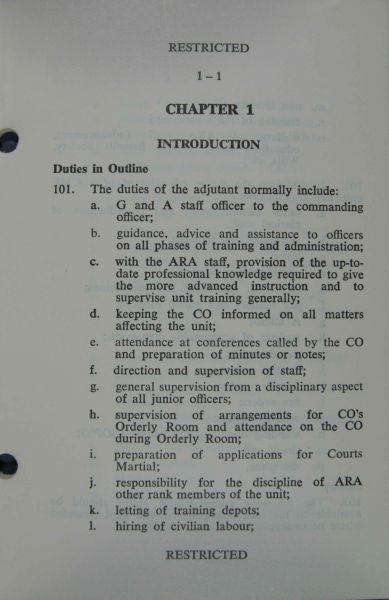 RESTRICTED
1-1
CHAPTER 1
INTRODUCTION
Duties in Outline
101. The duties of the adjutant normally include:
a. G and A staff officer to the commanding
officer;
b. guidance, advice and assistance to officers
on all phases of training and administration;
c. with the ARA staff, provision of the up-to-
date professional knowledge required to give
the more advanced instruction and to
supervise unit training generally;
d. keeping the CO informed on all matters
affecting the unit;
e. attendance at conferences called by the CO
and preparation of minutes or notes;
f. direction and supervision of staff;
g. general supervision from a disciplinary aspect
of all junior officers;
h. supervision of arrangements for CO's
Orderly Room and attendance on the CO
during Orderly Room;
i. preparation of applications for Courts
Martial;
j. responsibility for the discipline of ARA
other rank members of the unit;
k. letting of training depots;
l. hiring of civilian labour;
RESTRICTED